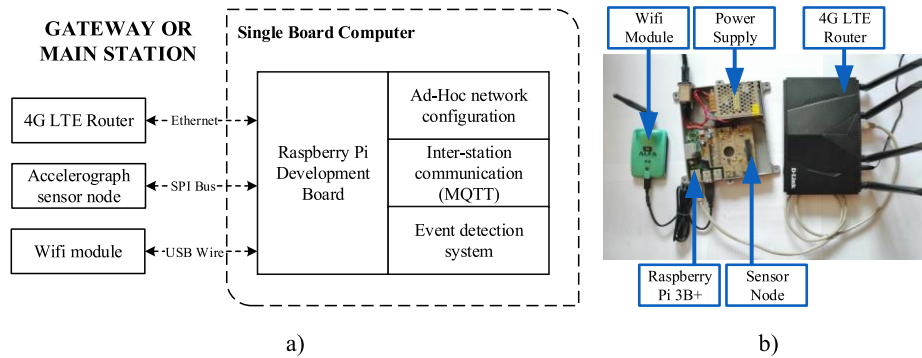 GATEWAY OR
MAIN STATION
Single Board Computer
4G LTE Router
Ethernet
Accelerograph
sensor node
SPI Bus
Wifi module
USB Wire
Raspberry Pi
Development
Board
Ad-Hoc network
configuration
Inter-station
communication
(MQTT)
Event detection
system
a)
Wifi
Module
Power
Supply
4G LTE
Router
ALFA
D-Link
Raspberry
Pi 3B+
Sensor
Node
b)